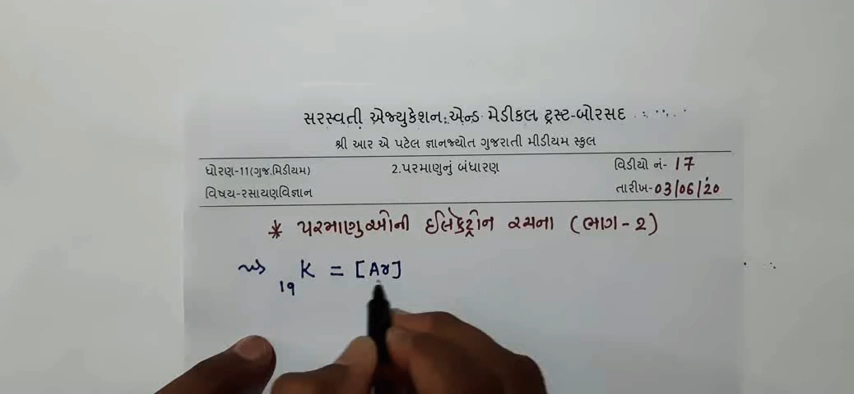 સરસ્વતી એજ્યુકેશન એન્ડ મેડીકલ ટ્રસ્ટ-બોરસદ
શ્રી આર એ પટેલ જ્ઞાનજ્યોત ગુજરાતી મીડીયમ સ્કુલ
ધોરણ-11(ગુજ.મિડીયમ) 2.પરમાણુનું બંધારણ વિડીયો નં- 17
વિષય-રસાયણવિજ્ઞાન તારીખ-03/06/20
* પરમાણુઓની ઈલેક્ટ્રોન રચના (ભાગ-2)
⇒ ₁₉K = [Ar]